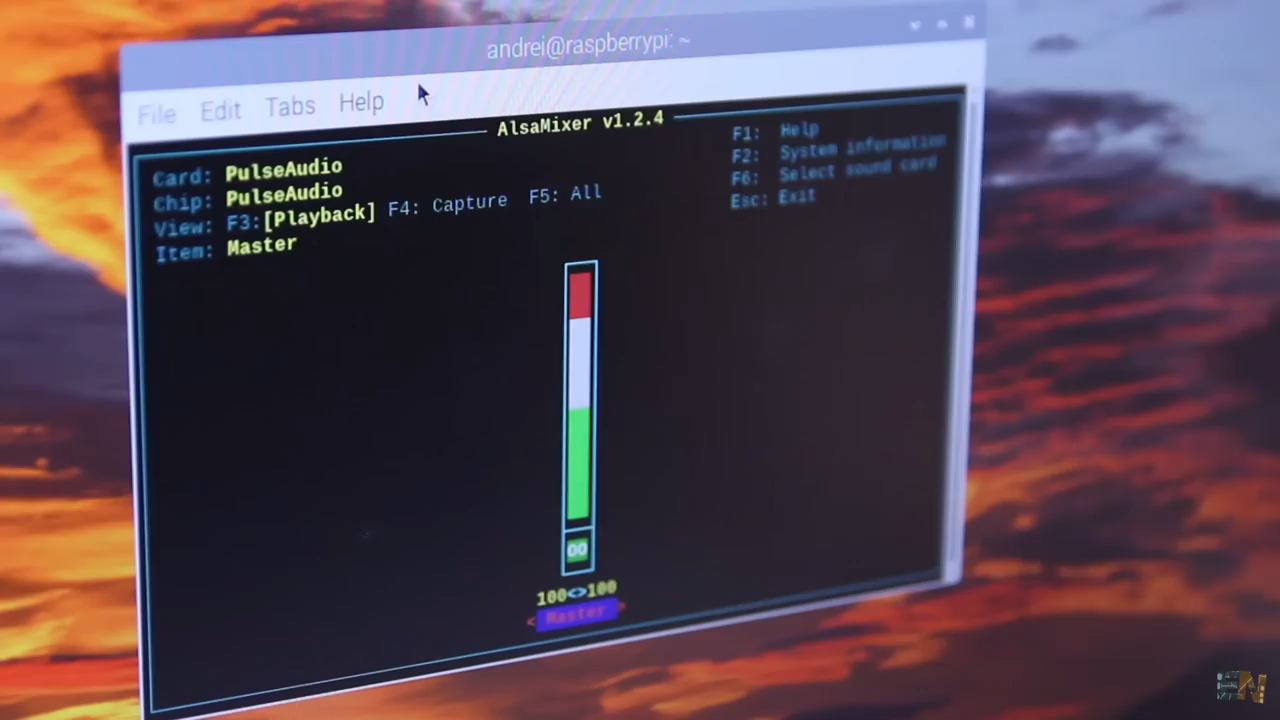 andrei@raspberrypi: ~
File Edit Tabs Help
AlsaMixer v1.2.4
Card: PulseAudio
Chip: PulseAudio
View: F3:[Playback] F4: Capture F5: All
Item: Master
F1: Help
F2: System information
F6: Select sound card
Esc: Exit
OO
100<>100
< Master >